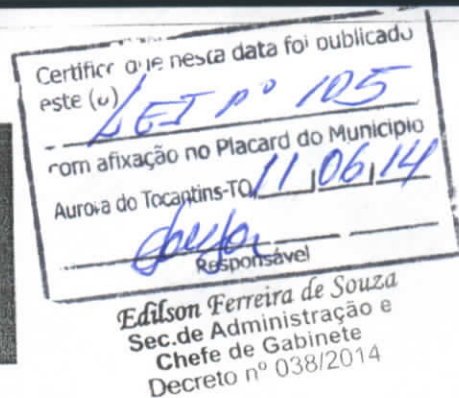 Certifico que nesta data foi publicado
este (a) LEI nº 105
com afixação no Placard do Município
Aurora do Tocantins-TO, 11/06/14
Responsável
Edilson Ferreira de Souza
Sec.de Administração e
Chefe de Gabinete
Decreto nº 038/2014